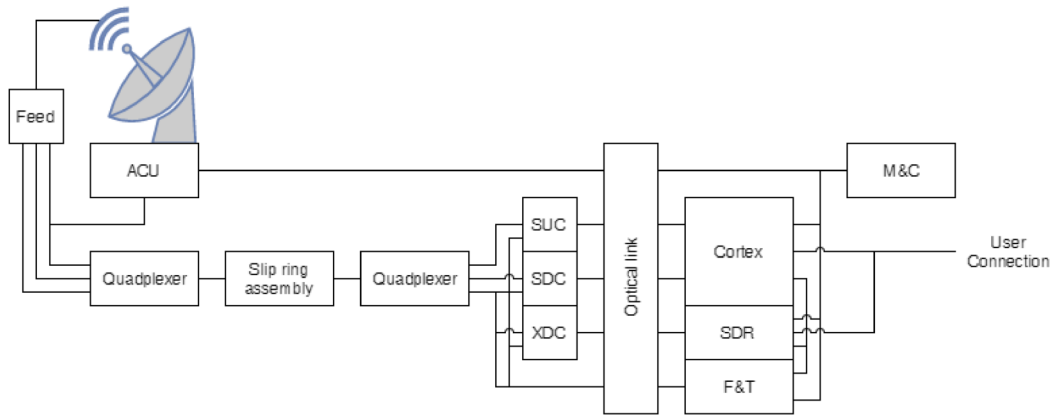 Feed
ACU
M&C
SUC
Cortex
User
Connection
Quadplexer
Slip ring
assembly
Quadplexer
SDC
Optical link
XDC
SDR
F&T